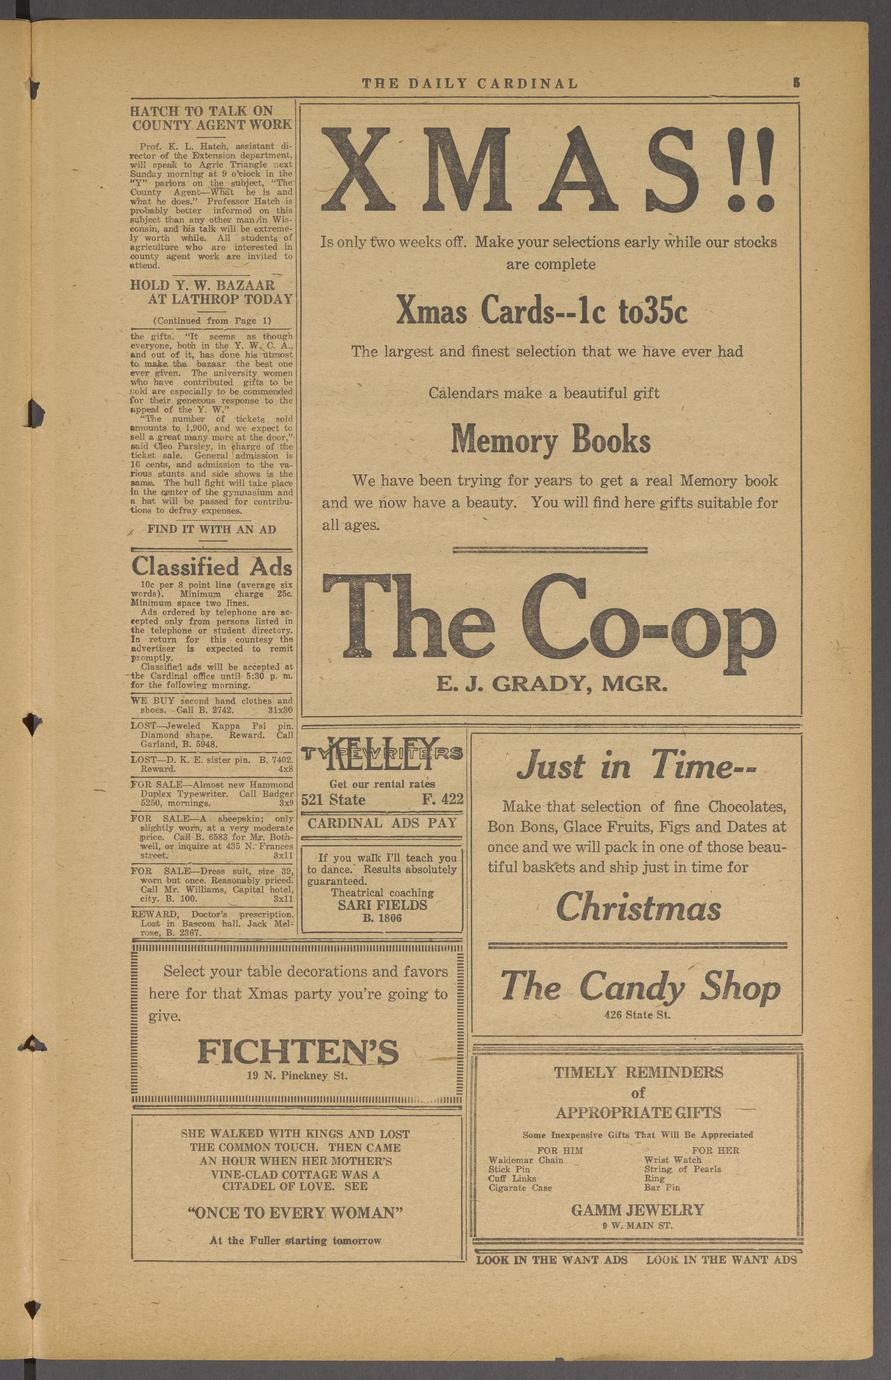 THE DAILY CARDINAL
5
HATCH TO TALK ON
COUNTY AGENT WORK
Prof. K. L. Hatch, assistant di-
rector of the Extension department,
will speak to Agric Triangle next
Sunday morning at 9 o'clock in the
"Y" parlors on the subject, "The
County Agent—What he is and
what he does." Professor Hatch is
probably better informed on this
subject than any other man in Wis-
consin, and his talk will be extreme-
ly worth while. All students of
agriculture who are interested in
county agent work are invited to
attend.
HOLD Y. W. BAZAAR
AT LATHROP TODAY
(Continued from Page 1)
the gifts. "It seems as though
everyone, both in the Y. W. C. A.,
and out of it, has done his utmost
to make this bazaar the best one
ever given. The university women
who have contributed gifts to be
sold are especially to be commended
for their generous response to the
appeal of the Y. W."
"The number of tickets sold
amounts to 1,900, and we expect to
sell a great many more at the door,"
said Cleo Parsley, in charge of the
ticket sale. General admission is
10 cents, and admission to the va-
rious stunts and side shows is the
same. The bull fight will take place
in the center of the gymnasium and
a hat will be passed for contribu-
tions to defray expenses.
FIND IT WITH AN AD
Classified Ads
10c per 8 point line (average six
words). Minimum charge 25c.
Minimum space two lines.
Ads ordered by telephone are ac-
cepted only from persons listed in
the telephone or student directory.
In return for this countesy the
advertiser is expected to remit
promptly.
Classified ads will be accepted at
the Cardinal office until 5:30 p. m.
for the following morning.
WE BUY second hand clothes and
shoes. Call B. 2742. 31x30
LOST—Jeweled Kappa Psi pin.
Diamond shape. Reward. Call
Garland, B. 5948.
LOST—D. K. E. sister pin. B. 7402.
Reward. 4x8
FOR SALE—Almost new Hammond
Duplex Typewriter. Call Badger
5250, mornings. 3x9
FOR SALE—A sheepskin; only
slightly worn, at a very moderate
price. Call B. 6583 for Mr. Both-
well, or inquire at 435 N. Frances
street. 3x11
FOR SALE—Dress suit, size 39,
worn but once. Reasonably priced.
Call Mr. Williams, Capital hotel,
city. B. 100. 3x11
REWARD, Doctor's prescription.
Lost in Bascom hall. Jack Mel-
rose, B. 2367.
XMAS!!
Is only two weeks off. Make your selections early while our stocks
are complete
Xmas Cards--1c to35c
The largest and finest selection that we have ever had
Calendars make a beautiful gift
Memory Books
We have been trying for years to get a real Memory book
and we now have a beauty. You will find here gifts suitable for
all ages.
The Co-op
E. J. GRADY, MGR.
KELLEY
TYPEWRITERS
Get our rental rates
521 State F. 422
CARDINAL ADS PAY
If you walk I'll teach you
to dance. Results absolutely
guaranteed.
Theatrical coaching
SARI FIELDS
B. 1806
Just in Time--
Make that selection of fine Chocolates,
Bon Bons, Glace Fruits, Figs and Dates at
once and we will pack in one of those beau-
tiful baskets and ship just in time for
Christmas
The Candy Shop
426 State St.
Select your table decorations and favors
here for that Xmas party you're going to
give.
FICHTEN'S
19 N. Pinckney St.
SHE WALKED WITH KINGS AND LOST
THE COMMON TOUCH. THEN CAME
AN HOUR WHEN HER MOTHER'S
VINE-CLAD COTTAGE WAS A
CITADEL OF LOVE. SEE
"ONCE TO EVERY WOMAN"
At the Fuller starting tomorrow
TIMELY REMINDERS
of
APPROPRIATE GIFTS
Some Inexpensive Gifts That Will Be Appreciated
FOR HIM
Waldemar Chain
Stick Pin
Cuff Links
Cigarate Case
FOR HER
Wrist Watch
String of Pearls
Ring
Bar Pin
GAMM JEWELRY
9 W. MAIN ST.
LOOK IN THE WANT ADS LOOK IN THE WANT ADS